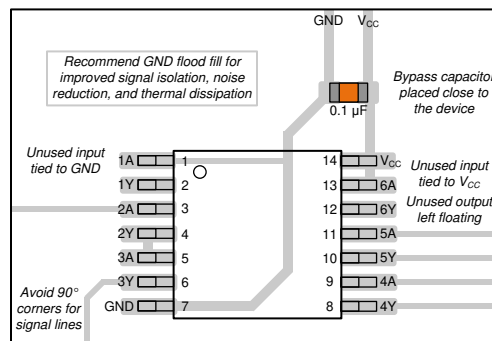 GND V_CC
Recommend GND flood fill for
improved signal isolation, noise
reduction, and thermal dissipation
Bypass capacitor
placed close to
the device
0.1 µF
Unused input
tied to GND
Unused input
tied to V_CC
Unused output
left floating
1A 1 14 V_CC
1Y 2 13 6A
2A 3 12 6Y
2Y 4 11 5A
3A 5 10 5Y
3Y 6 9 4A
GND 7 8 4Y
Avoid 90°
corners for
signal lines